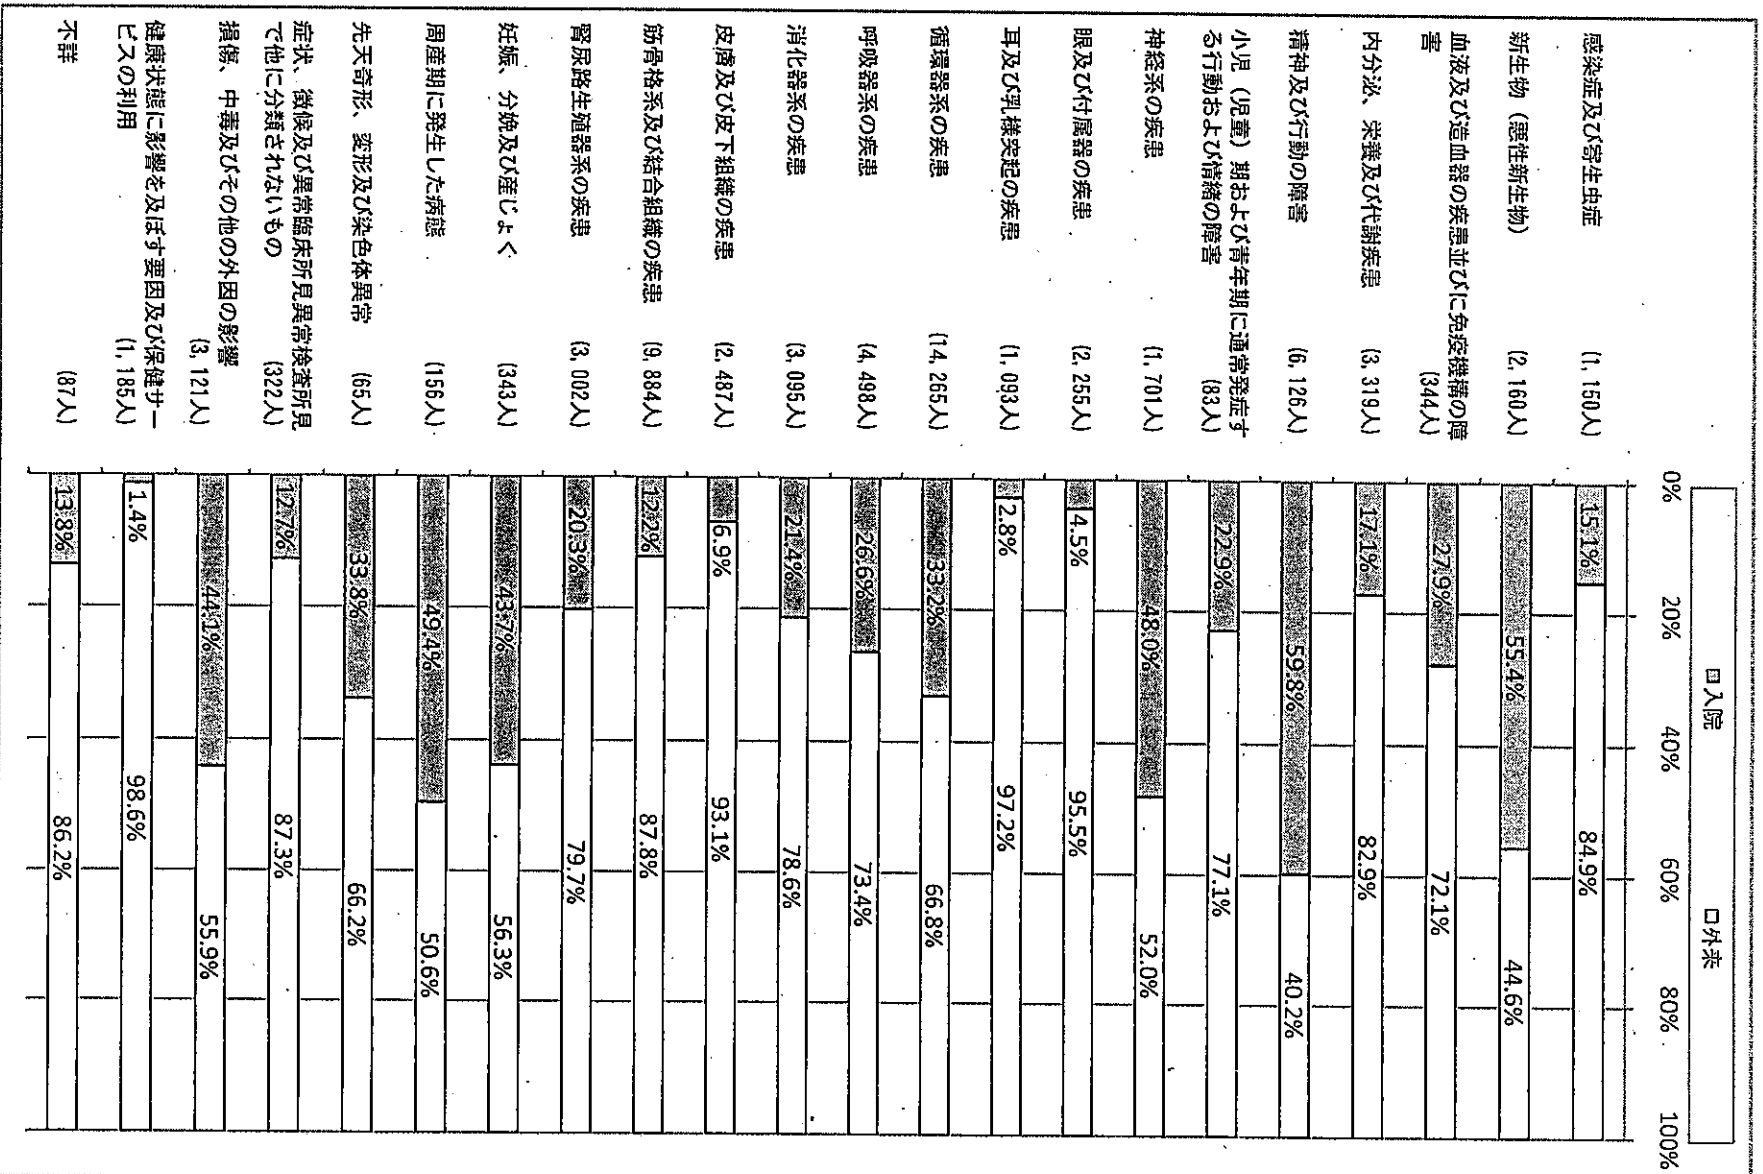 □入院 □外来
0% 20% 40% 60% 80% 100%
感染症及び寄生虫症 (1,150人) 15.1% 84.9%
新生物（悪性新生物） (2,160人) 55.4% 44.6%
血液及び造血器の疾患並びに免疫機構の障
害 (344人) 27.9% 72.1%
内分泌、栄養及び代謝疾患 (3,319人) 17.1% 82.9%
精神及び行動の障害 (6,126人) 59.8% 40.2%
小児（児童）期および青年期に通常発症す
る行動および情緒の障害 (83人) 22.9% 77.1%
神経系の疾患 (1,701人) 48.0% 52.0%
眼及び付属器の疾患 (2,255人) 4.5% 95.5%
耳及び乳様突起の疾患 (1,093人) 2.8% 97.2%
循環器系の疾患 (14,265人) 33.2% 66.8%
呼吸器系の疾患 (4,498人) 26.6% 73.4%
消化器系の疾患 (3,095人) 21.4% 78.6%
皮膚及び皮下組織の疾患 (2,487人) 6.9% 93.1%
筋骨格系及び結合組織の疾患 (9,884人) 12.2% 87.8%
腎尿路生殖器系の疾患 (3,002人) 20.3% 79.7%
妊娠、分娩及び産じょく (343人) 43.7% 56.3%
周産期に発生した病態 (156人) 49.4% 50.6%
先天奇形、変形及び染色体異常 (65人) 33.8% 66.2%
症状、徴候及び異常臨床所見異常検査所見
で他に分類されないもの (322人) 12.7% 87.3%
損傷、中毒及びその他の外因の影響
(3,121人) 44.1% 55.9%
健康状態に影響を及ぼす要因及び保健サー
ビスの利用 (1,185人) 1.4% 98.6%
不詳 (87人) 13.8% 86.2%